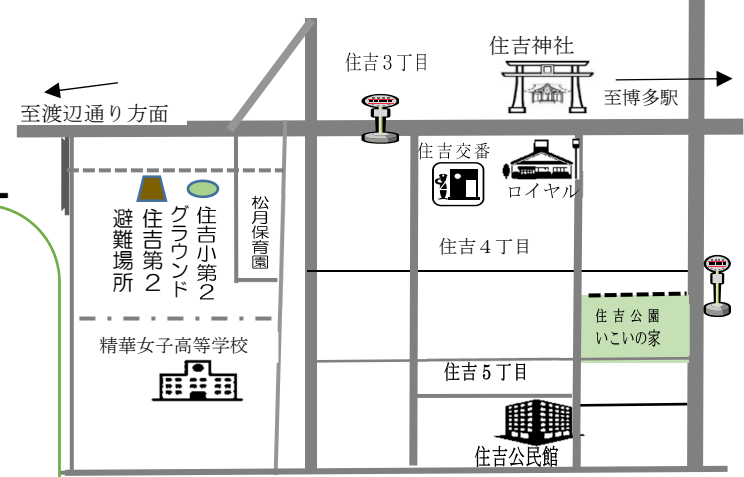 住吉神社
住吉3丁目
至博多駅
至渡辺通り方面
住吉交番
ロイヤル
松月保育園
住吉小第2
グラウンド
住吉第2
避難場所
住吉4丁目
住吉公園
いこいの家
精華女子高等学校
住吉5丁目
住吉公民館